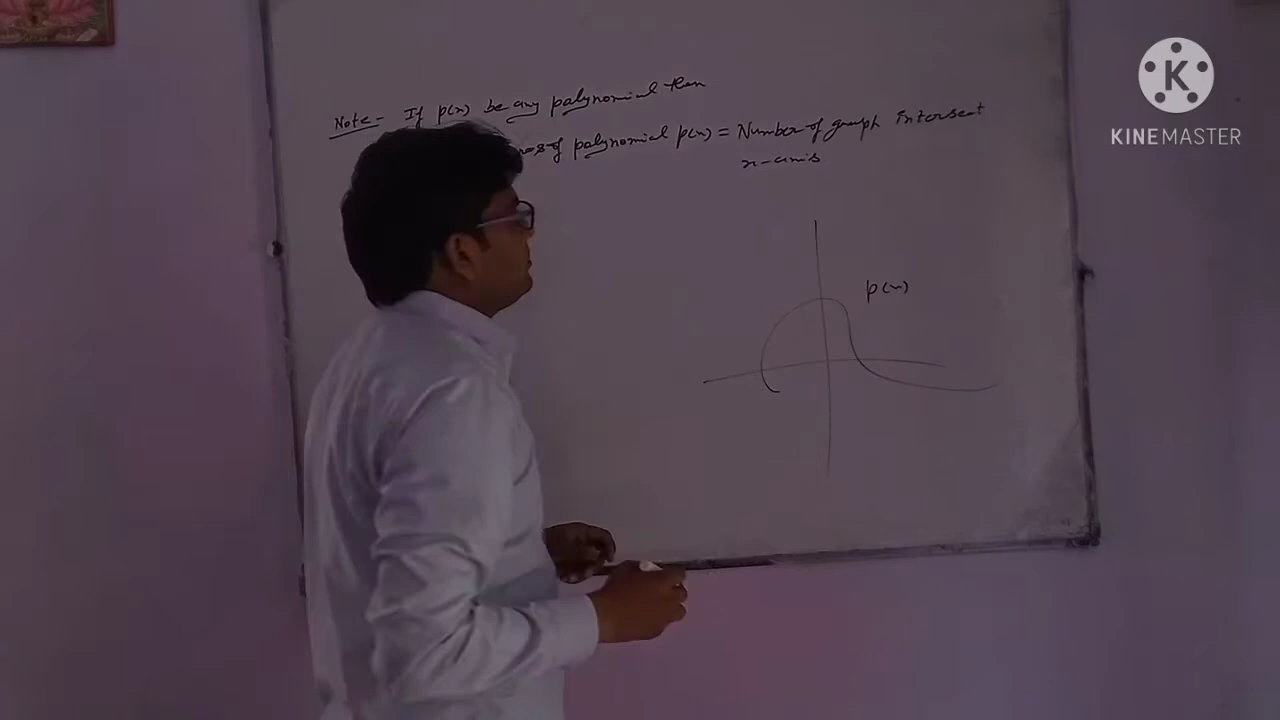 Note- If p(x) be any polynomial then
of polynomial p(x) = Number of graph intersect
x-axis
p(x)
K
KINEMASTER